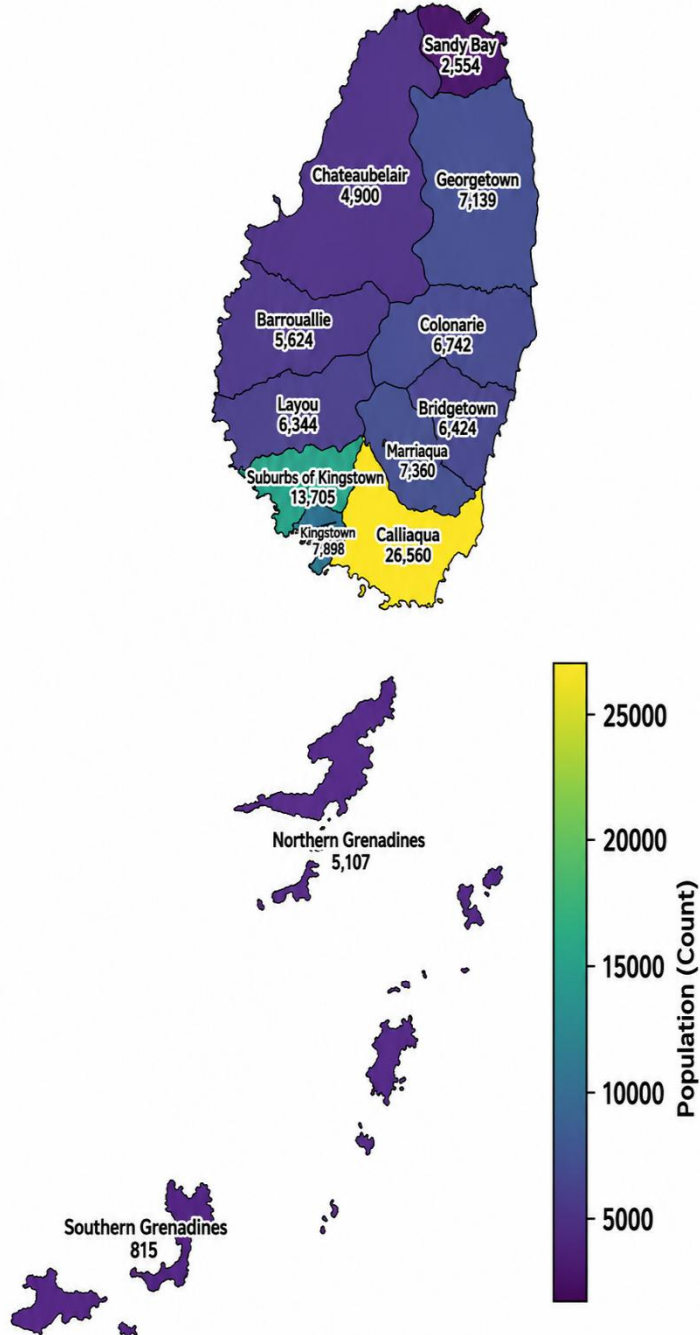 Sandy Bay
2,554
Chateaubelair
4,900
Georgetown
7,139
Barrouallie
5,624
Colonarie
6,742
Layou
6,344
Bridgetown
6,424
Marriaqua
7,360
Suburbs of Kingstown
13,705
Kingstown
7,898
Calliaqua
26,560
Northern Grenadines
5,107
Southern Grenadines
815
25000
20000
15000
10000
5000
Population (Count)